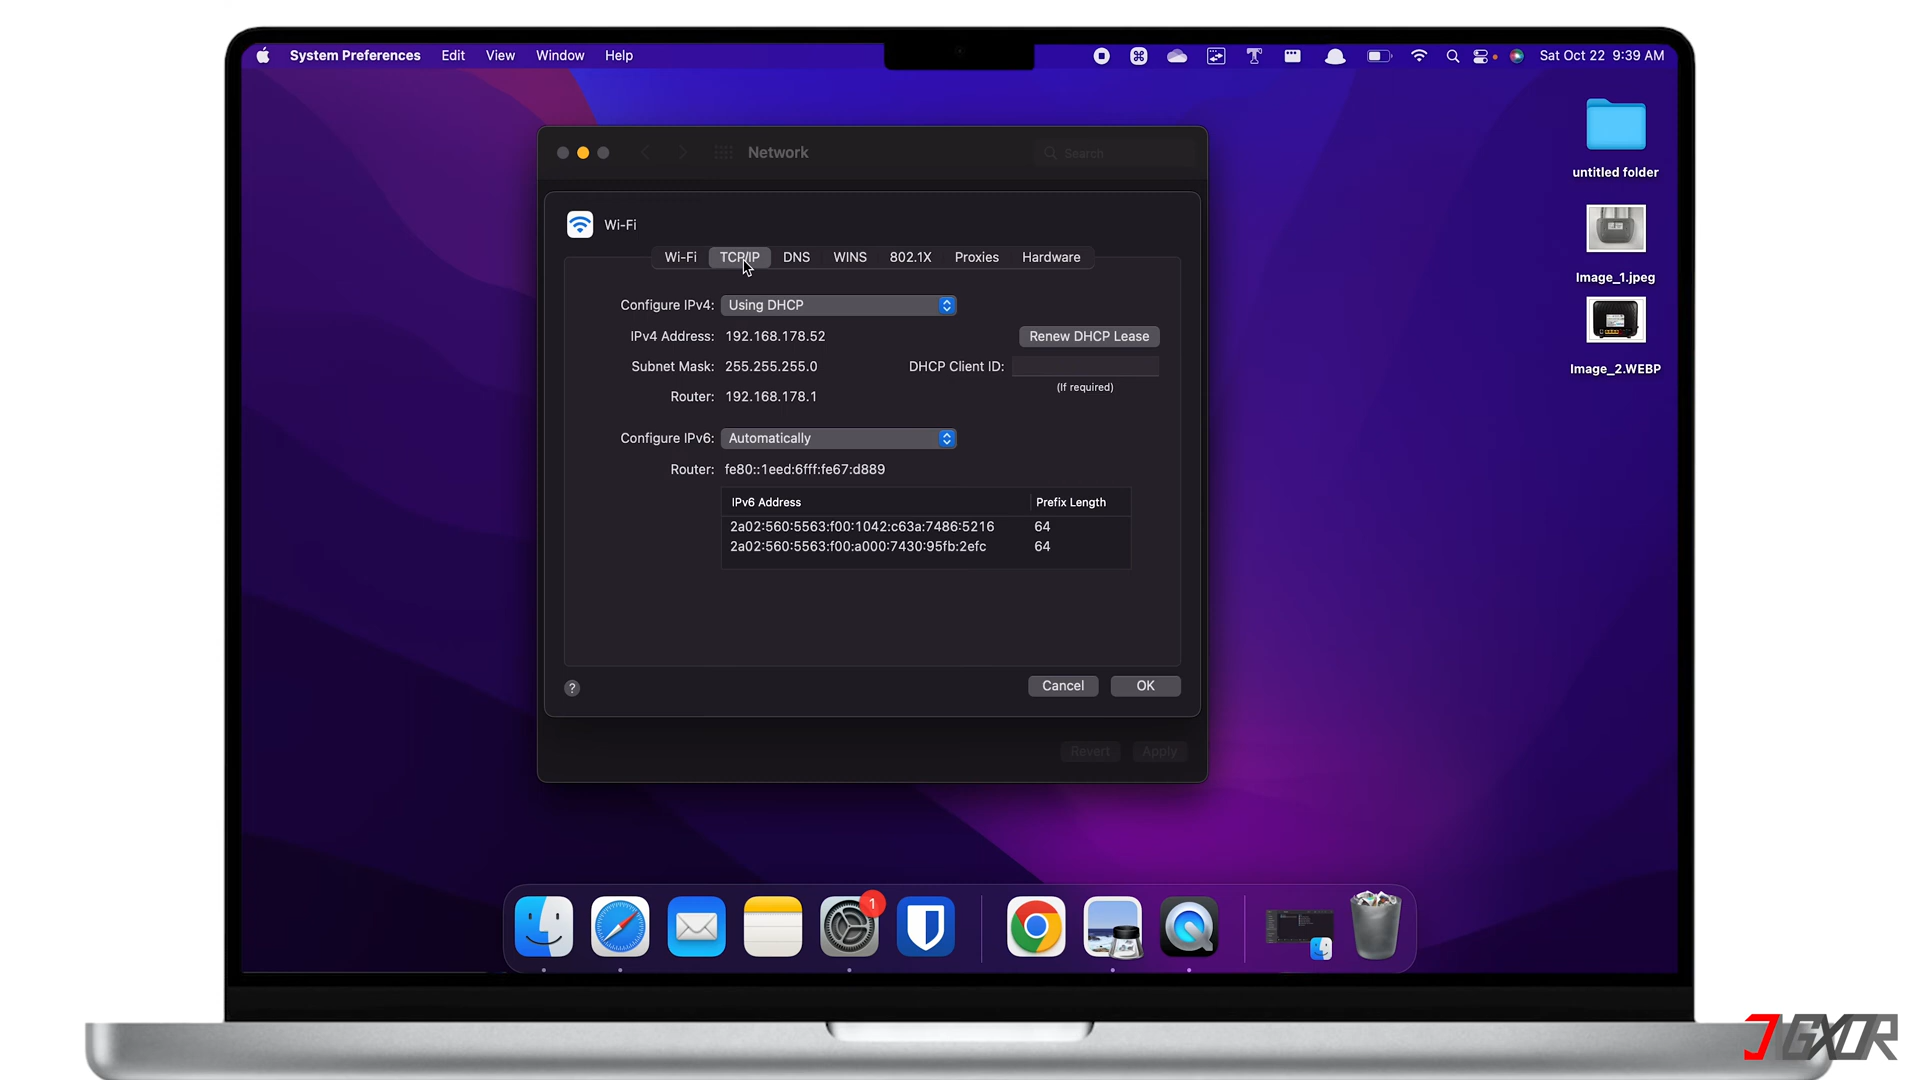 System Preferences Edit View Window Help
Sat Oct 22 9:39 AM
Network
Search
Wi-Fi
Wi-Fi TCP/IP DNS WINS 802.1X Proxies Hardware
Configure IPv4: Using DHCP
IPv4 Address: 192.168.178.52 Renew DHCP Lease
Subnet Mask: 255.255.255.0 DHCP Client ID:
(If required)
Router: 192.168.178.1
Configure IPv6: Automatically
Router: fe80::1eed:6fff:fe67:d889
IPv6 Address Prefix Length
2a02:560:5563:f00:1042:c63a:7486:5216 64
2a02:560:5563:f00:a000:7430:95fb:2efc 64
? Cancel OK
Revert Apply
untitled folder
Image_1.jpeg
Image_2.WEBP
1
JGXOR